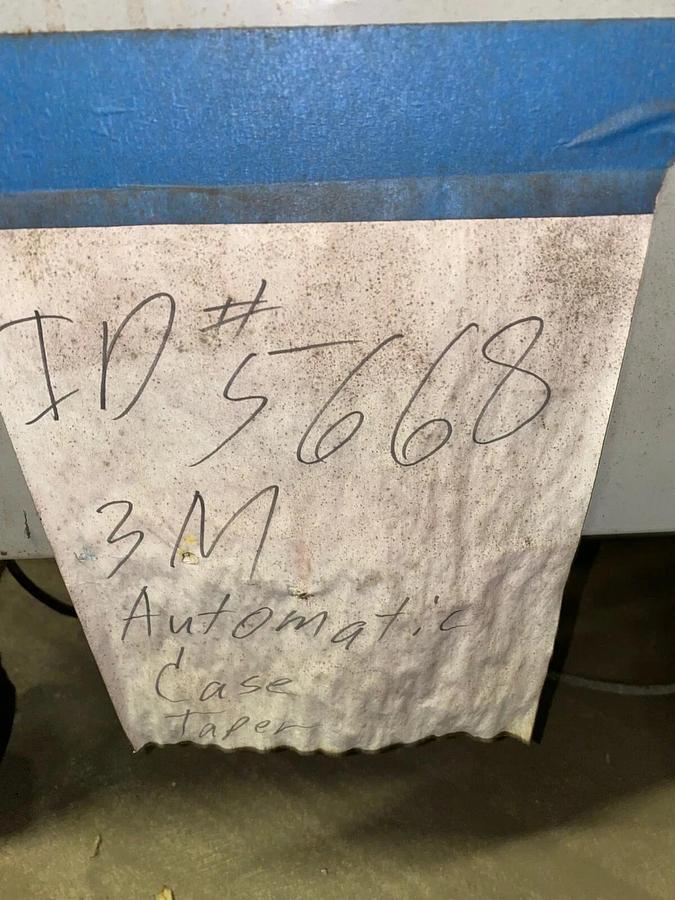 ID # 5668
3M
Automatic
Case
Taper